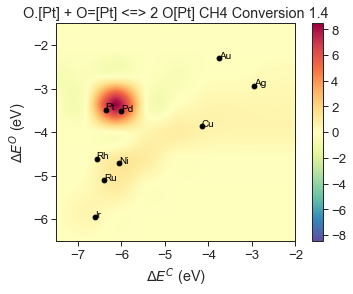 O.[Pt] + O=[Pt] <=> 2 O[Pt] CH4 Conversion 1.4
ΔE^O (eV)
−2
−3
−4
−5
−6
Au
Ag
Pt
Pd
Cu
Rh
Ni
Ru
Ir
−7
−6
−5
−4
−3
−2
ΔE^C (eV)
8
6
4
2
0
−2
−4
−6
−8